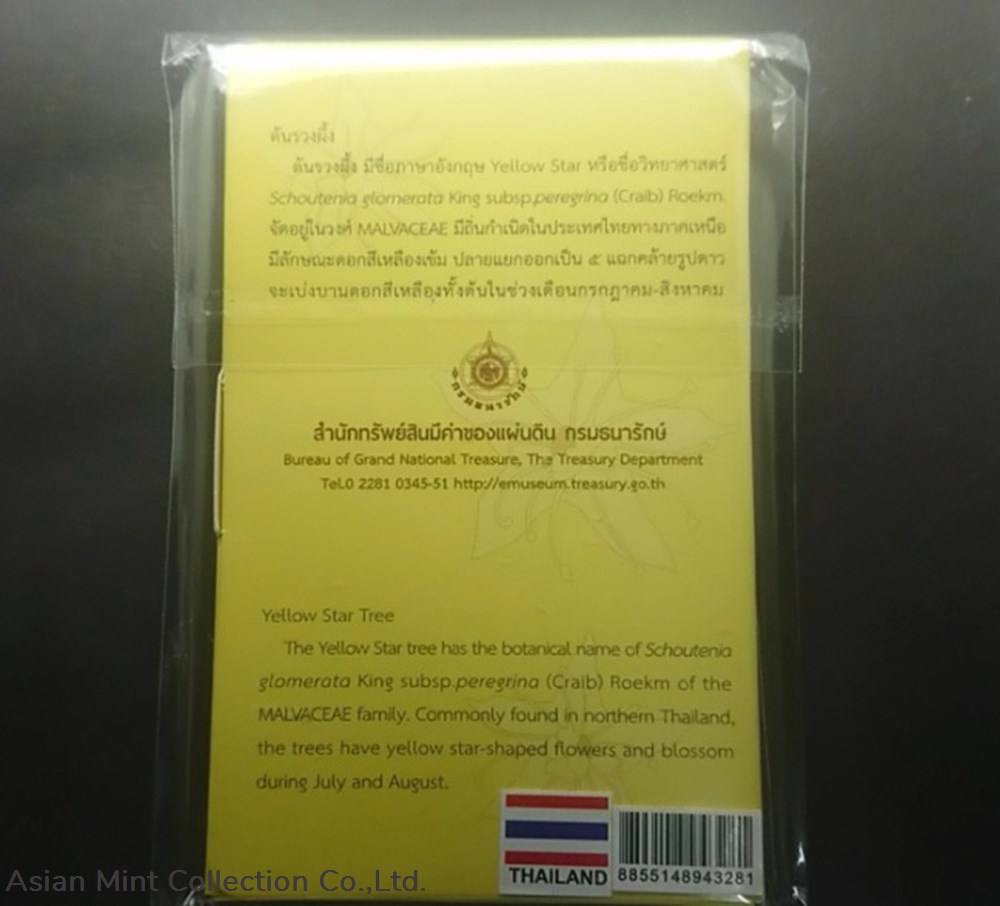 ต้นรวงผึ้ง
ต้นรวงผึ้ง มีชื่อภาษาอังกฤษ Yellow Star หรือชื่อวิทยาศาสตร์
Schoutenia glomerata King subsp.peregrina (Craib) Roekm.
จัดอยู่ในวงศ์ MALVACEAE มีถิ่นกำเนิดในประเทศไทยทางภาคเหนือ
มีลักษณะดอกสีเหลืองเข้ม ปลายแยกออกเป็น ๕ แฉกคล้ายรูปดาว
จะเบ่งบานดอกสีเหลืองทั้งต้นในช่วงเดือนกรกฎาคม-สิงหาคม
กรมธนารักษ์
สำนักทรัพย์สินมีค่าของแผ่นดิน กรมธนารักษ์
Bureau of Grand National Treasure, The Treasury Department
Tel.0 2281 0345-51 http://emuseum.treasury.go.th
Yellow Star Tree
The Yellow Star tree has the botanical name of Schoutenia
glomerata King subsp.peregrina (Craib) Roekm of the
MALVACEAE family. Commonly found in northern Thailand,
the trees have yellow star-shaped flowers and blossom
during July and August.
THAILAND
8855148943281
Asian Mint Collection Co.,Ltd.